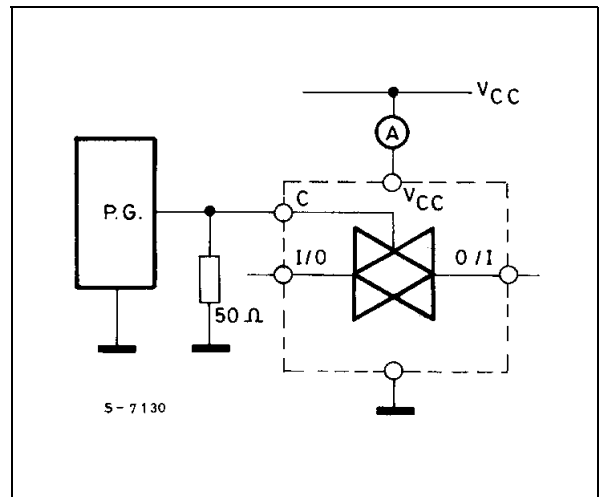 VCC
A
VCC
C
P.G.
I/O
O/I
50 Ω
S-7130